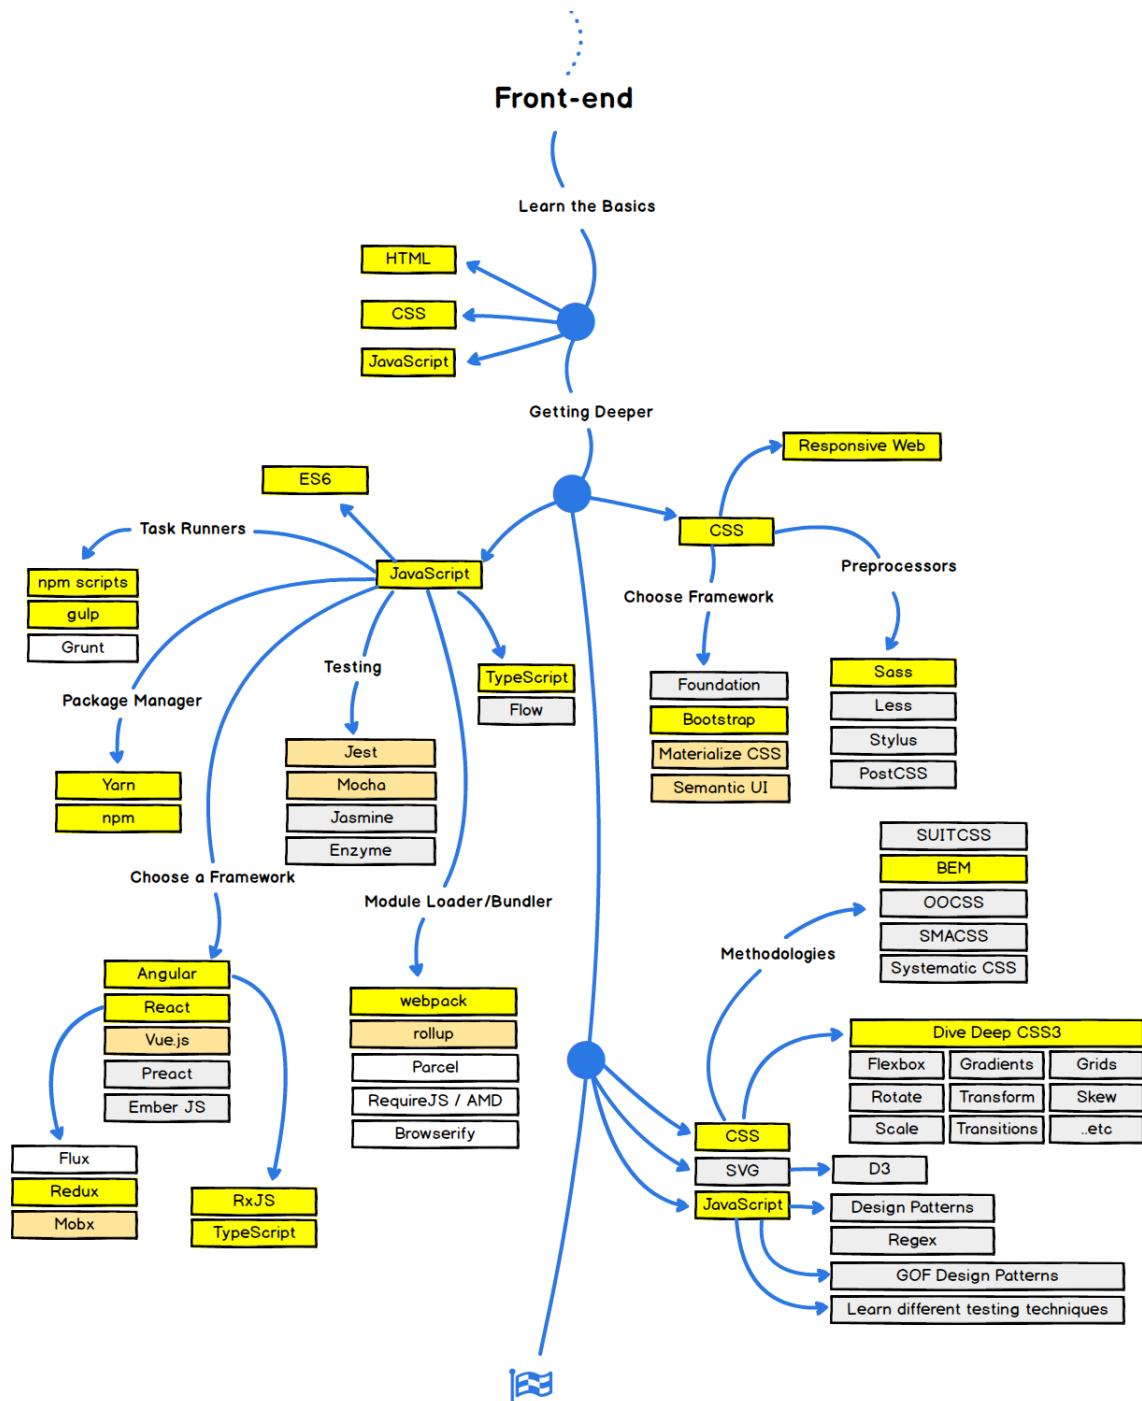 Front-end
Learn the Basics
HTML
CSS
JavaScript
Getting Deeper
Responsive Web
ES6
CSS
Task Runners
JavaScript
Preprocessors
npm scripts
gulp
Grunt
Choose Framework
Testing
TypeScript
Flow
Package Manager
Foundation
Bootstrap
Materialize CSS
Semantic UI
Sass
Less
Stylus
PostCSS
Jest
Mocha
Jasmine
Enzyme
Yarn
npm
SUITCSS
BEM
OOCSS
SMACSS
Systematic CSS
Choose a Framework
Module Loader/Bundler
Methodologies
Angular
React
Vue.js
Preact
Ember JS
webpack
rollup
Parcel
RequireJS / AMD
Browserify
Dive Deep CSS3
Flexbox Gradients Grids
Rotate Transform Skew
Scale Transitions ..etc
CSS
SVG
JavaScript
D3
Flux
Redux
Mobx
RxJS
TypeScript
Design Patterns
Regex
GOF Design Patterns
Learn different testing techniques